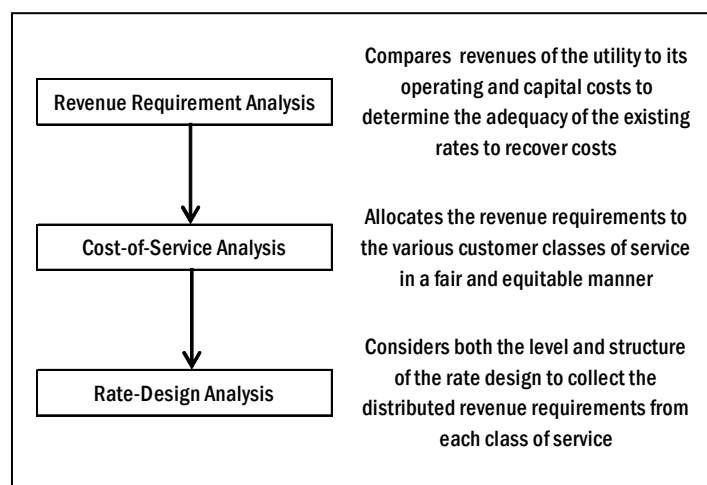 Revenue Requirement Analysis
Compares revenues of the utility to its
operating and capital costs to
determine the adequacy of the existing
rates to recover costs
Cost-of-Service Analysis
Allocates the revenue requirements to
the various customer classes of service
in a fair and equitable manner
Rate-Design Analysis
Considers both the level and structure
of the rate design to collect the
distributed revenue requirements from
each class of service